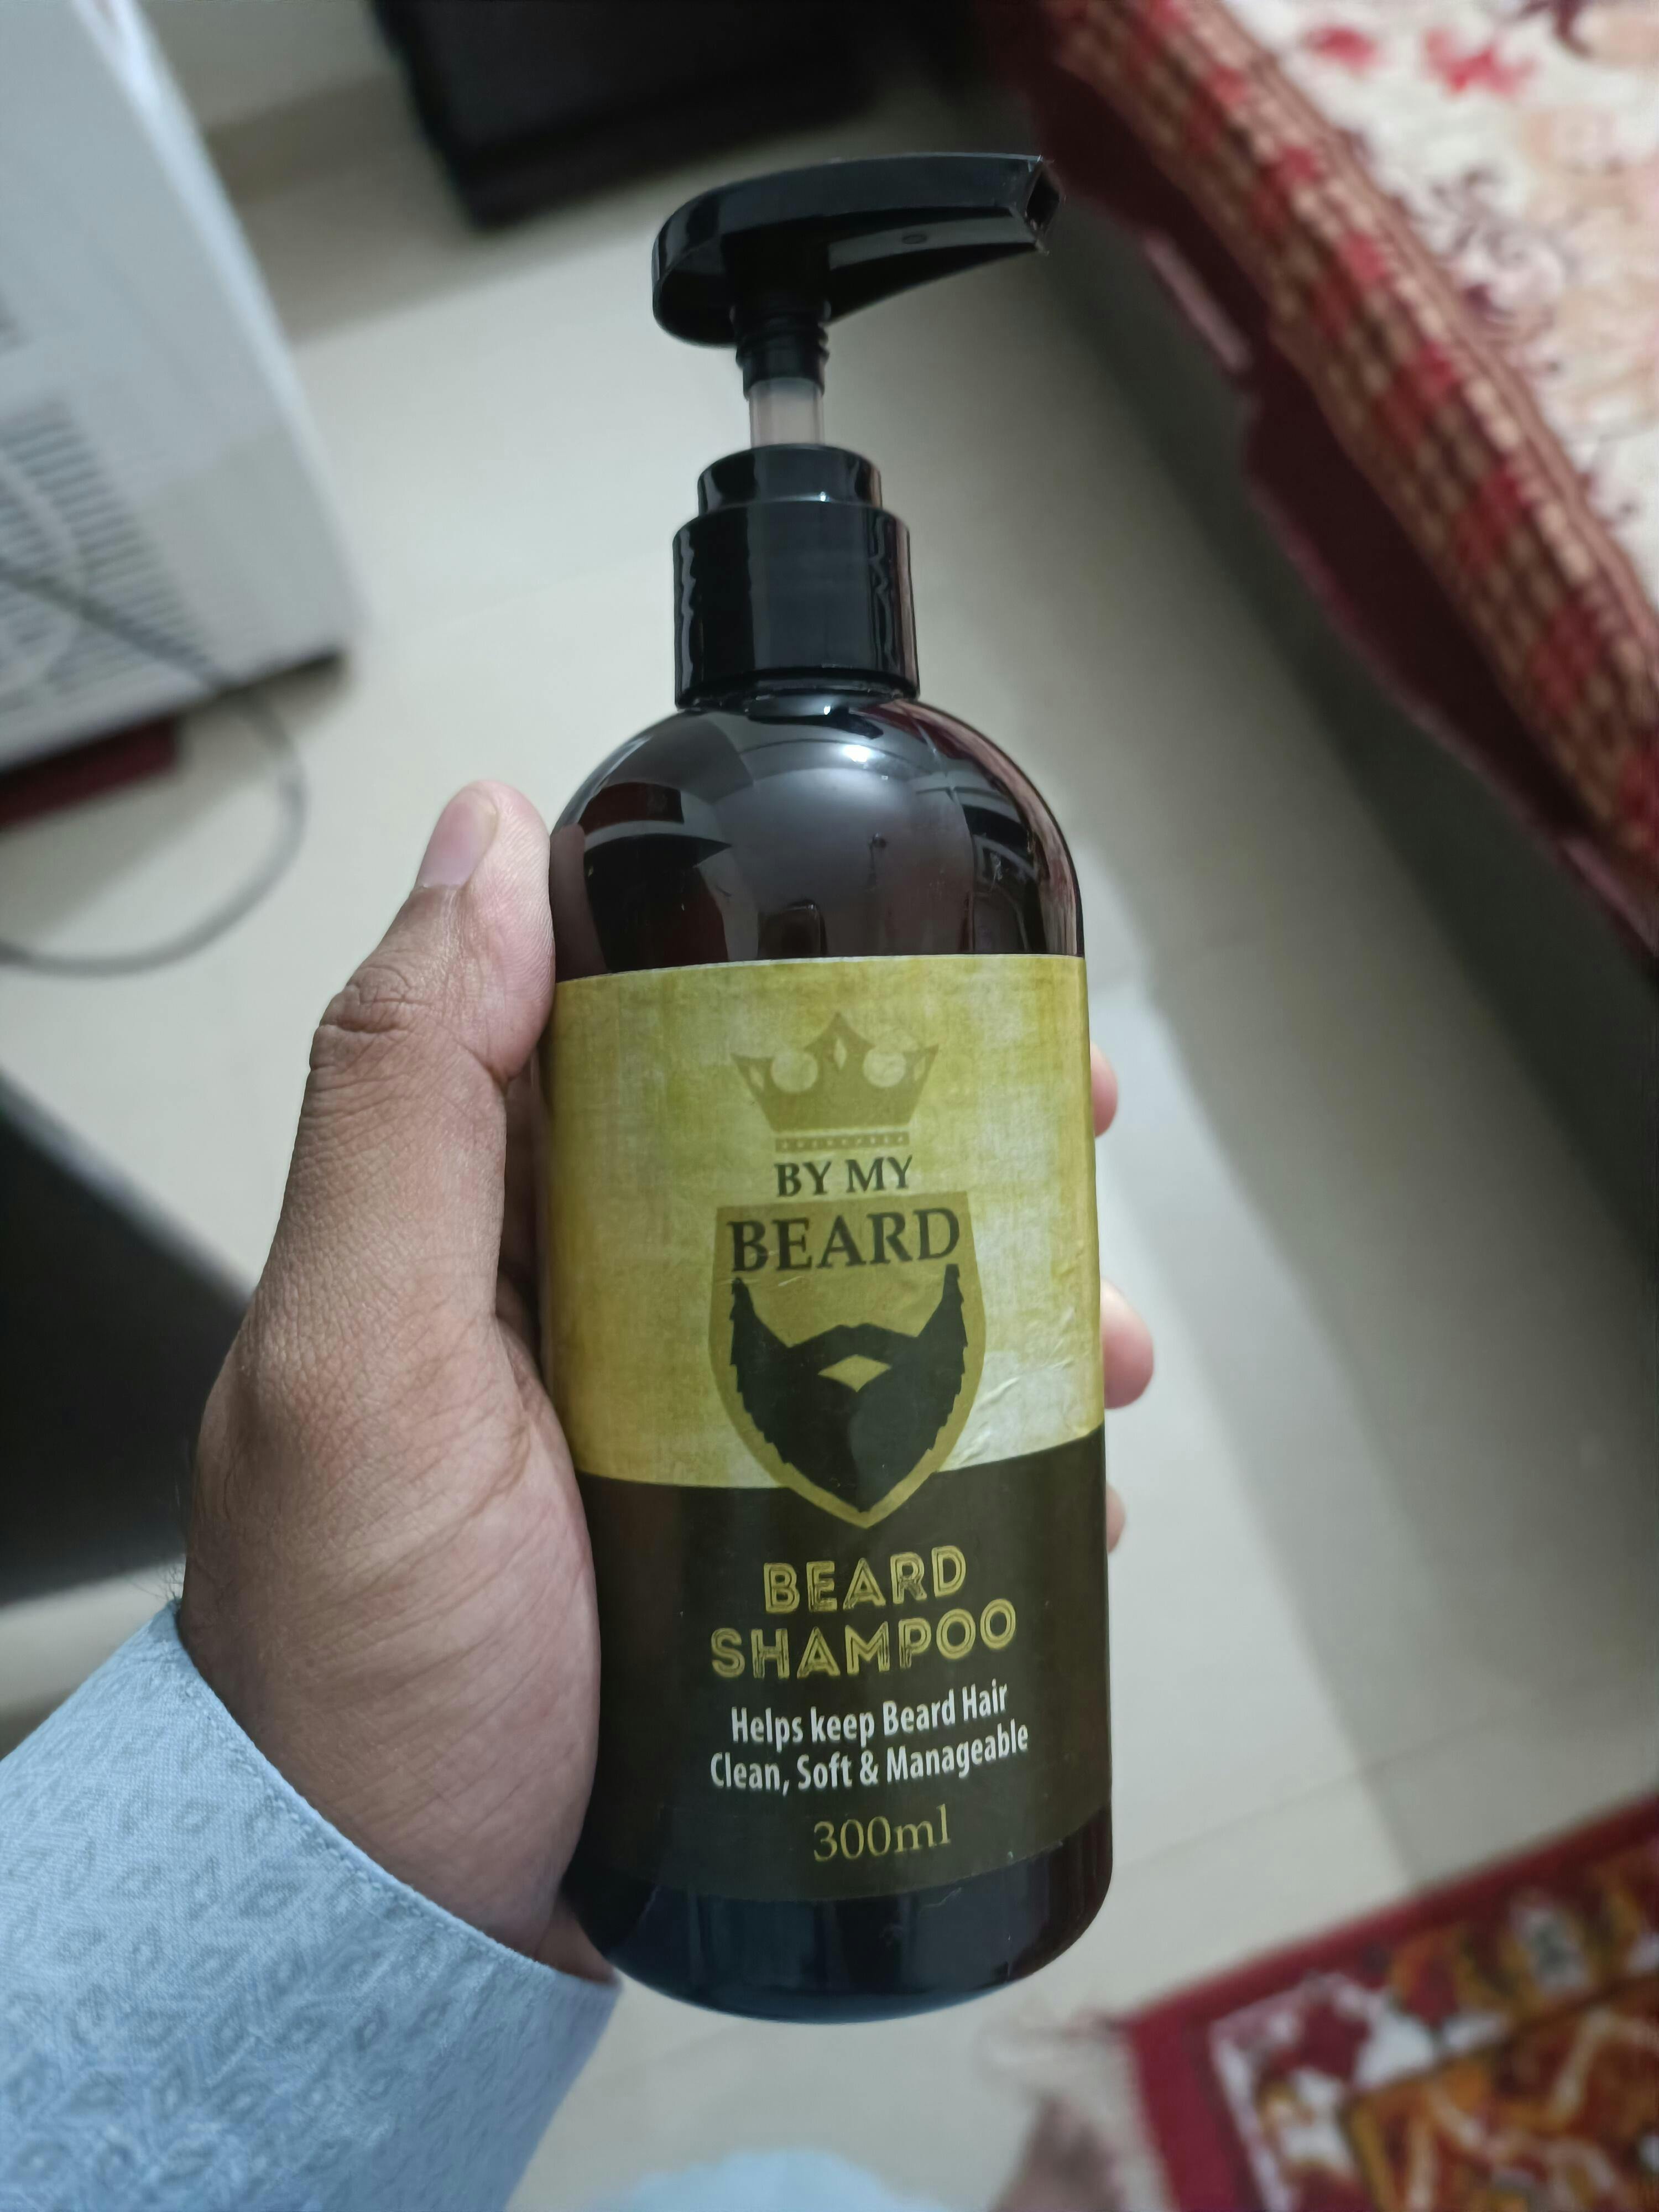 BY MY
BEARD
BEARD
SHAMPOO
Helps keep Beard Hair
Clean, Soft & Manageable
300ml